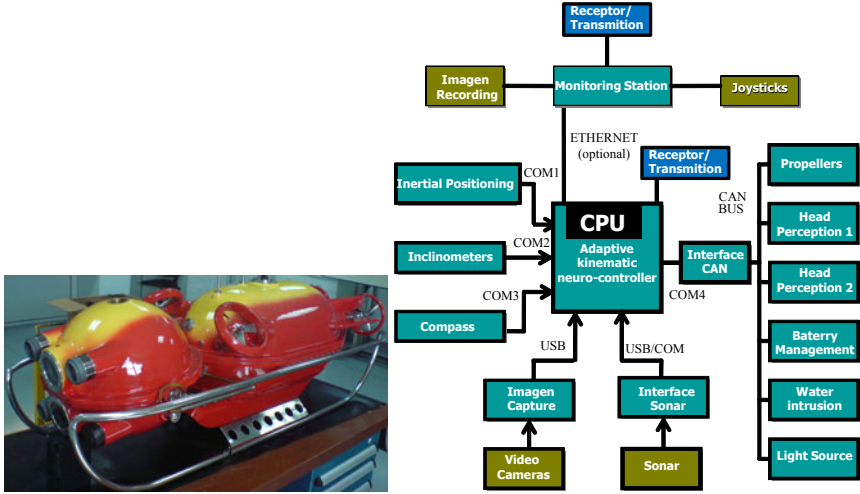 Receptor/
Transmition
Imagen
Recording
Monitoring Station
Joysticks
ETHERNET
(optional)
Receptor/
Transmition
COM1
Inertial Positioning
CPU
Adaptive
kinematic
neuro-controller
COM2
Inclinometers
COM3
Compass
COM4
Interface
CAN
CAN
BUS
Propellers
Head
Perception 1
Head
Perception 2
Baterry
Management
Water
intrusion
Light Source
USB
USB/COM
Imagen
Capture
Interface
Sonar
Video
Cameras
Sonar